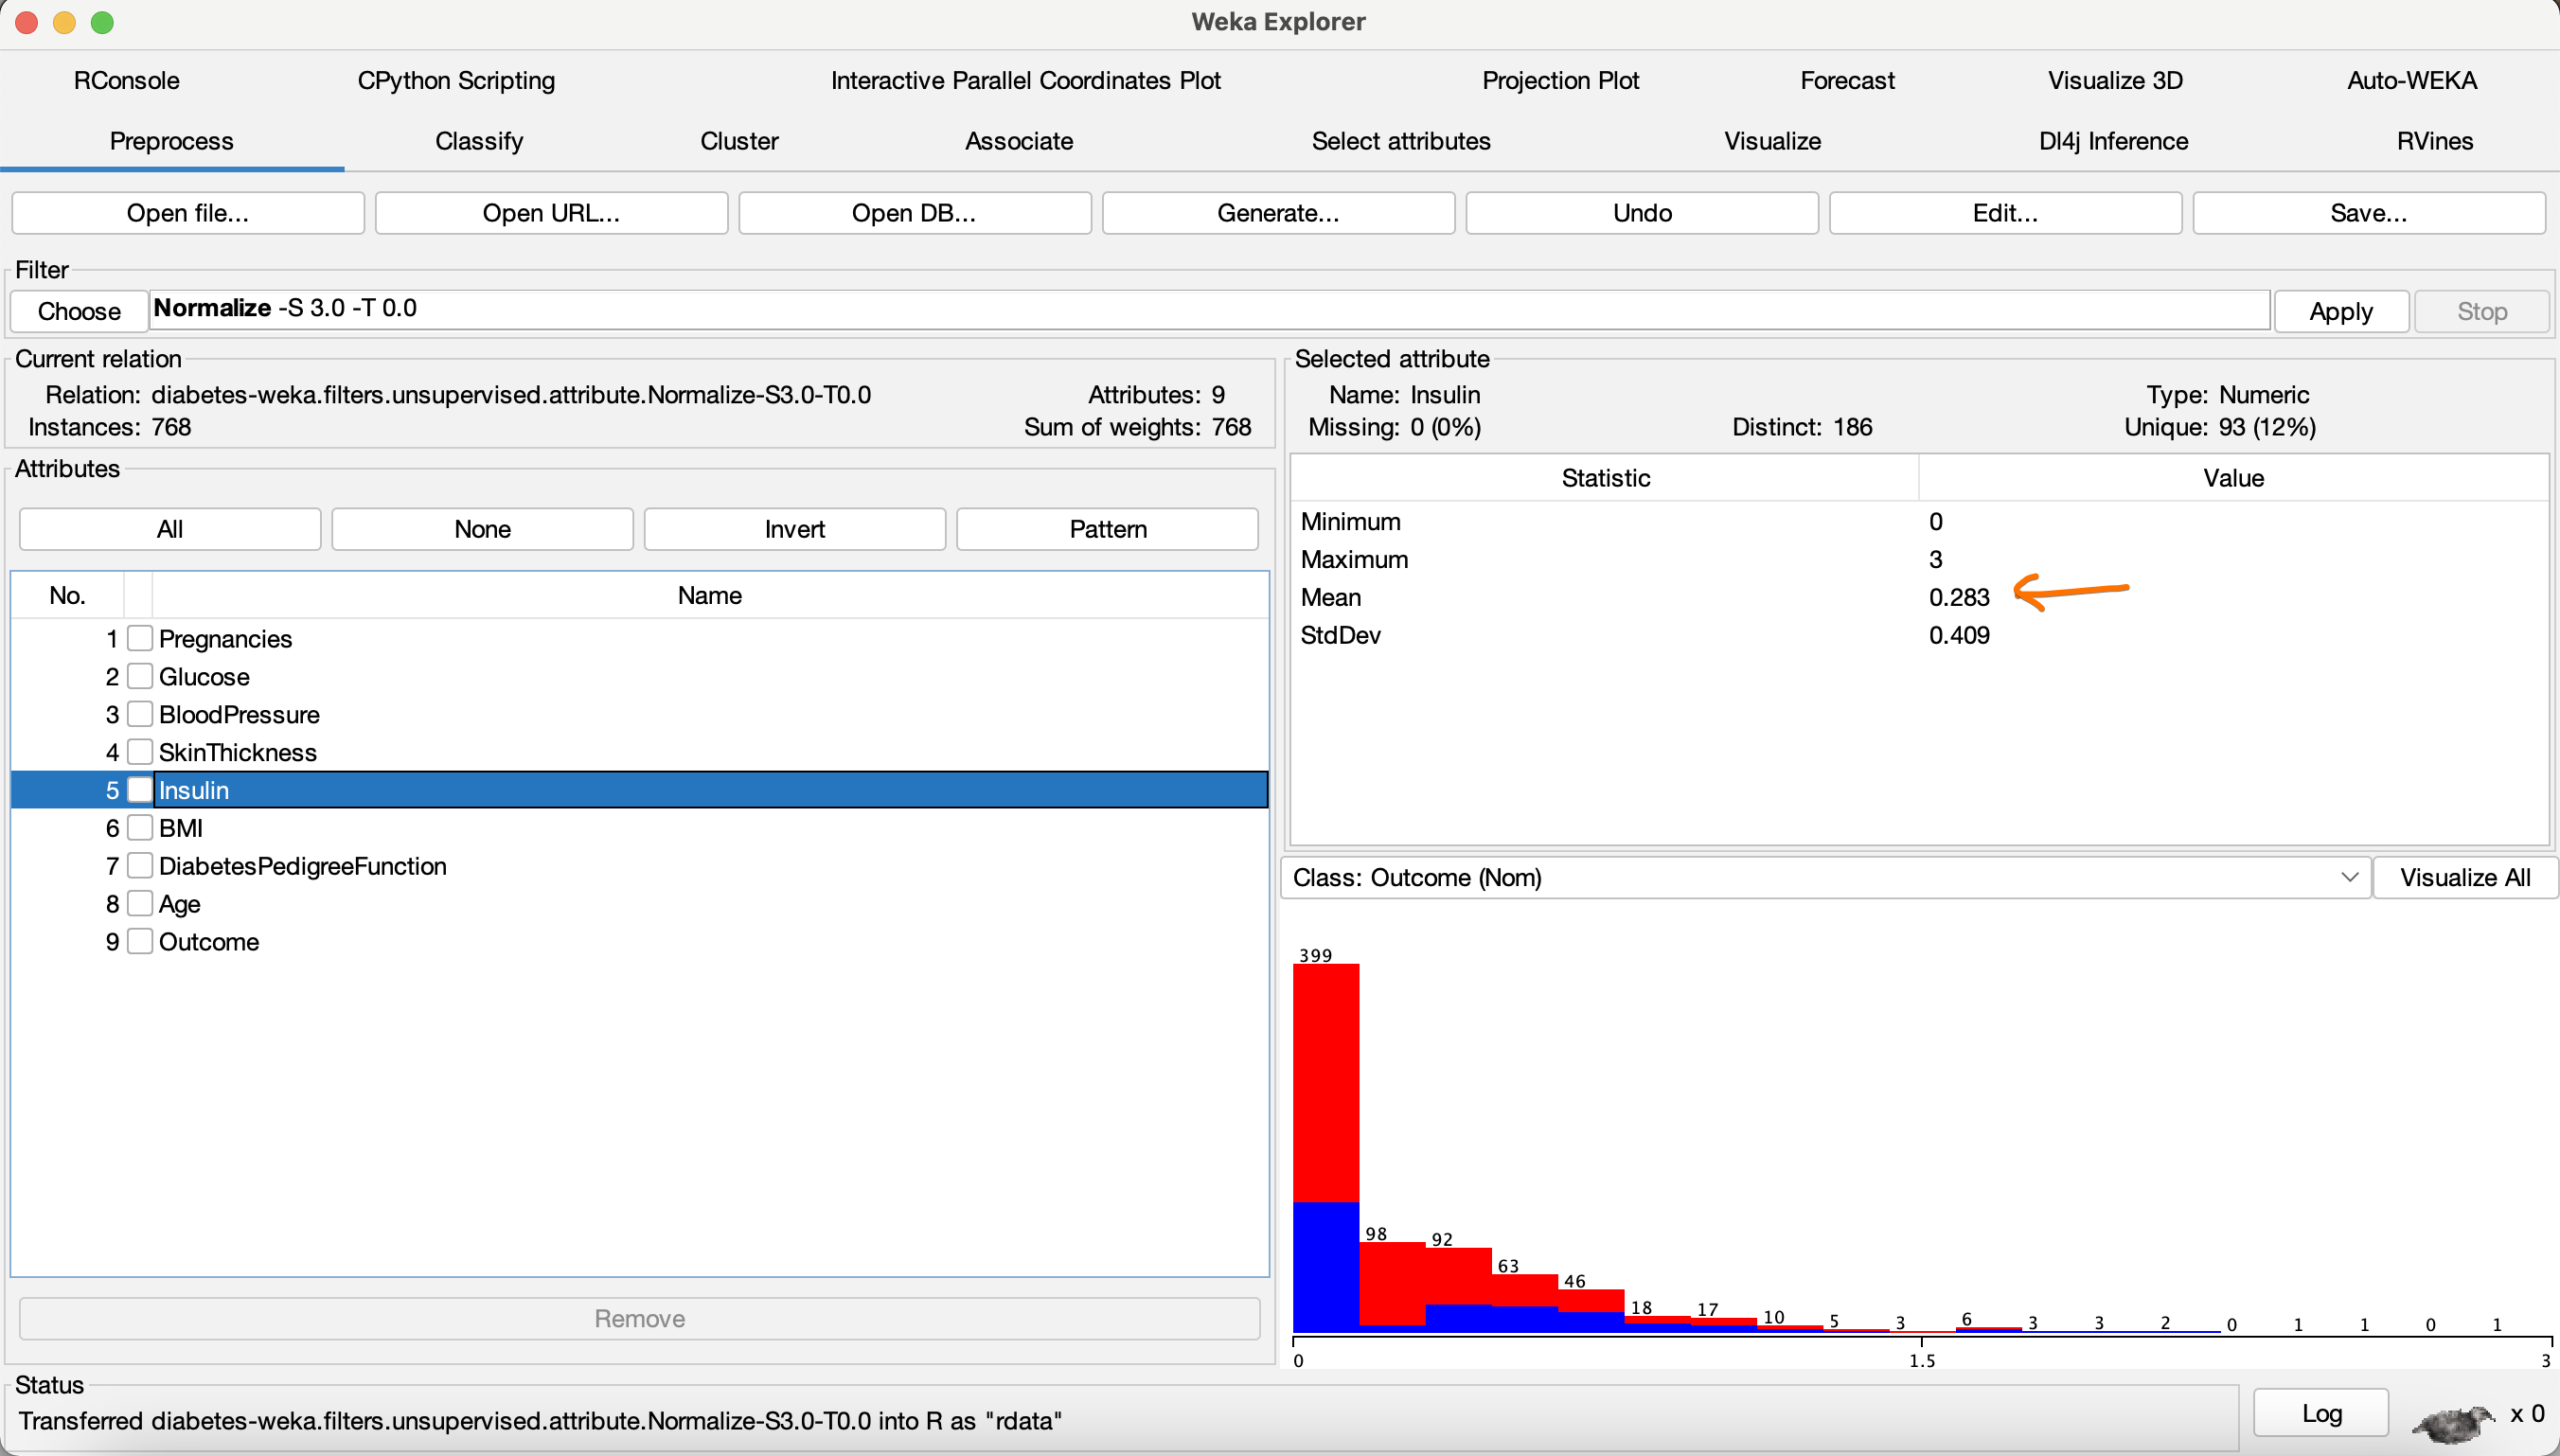 Weka Explorer
RConsole CPython Scripting Interactive Parallel Coordinates Plot Projection Plot Forecast Visualize 3D Auto-WEKA
Preprocess Classify Cluster Associate Select attributes Visualize Dl4j Inference RVines
Open file... Open URL... Open DB... Generate... Undo Edit... Save...
Filter
Choose Normalize -S 3.0 -T 0.0 Apply Stop
Current relation
Relation: diabetes-weka.filters.unsupervised.attribute.Normalize-S3.0-T0.0 Attributes: 9
Instances: 768 Sum of weights: 768
Attributes
All None Invert Pattern
No. Name
1 Pregnancies
2 Glucose
3 BloodPressure
4 SkinThickness
5 Insulin
6 BMI
7 DiabetesPedigreeFunction
8 Age
9 Outcome
Remove
Selected attribute
Name: Insulin Type: Numeric
Missing: 0 (0%) Distinct: 186 Unique: 93 (12%)
Statistic Value
Minimum 0
Maximum 3
Mean 0.283
StdDev 0.409
Class: Outcome (Nom) Visualize All
399
98 92 63 46 18 17 10 5 3 6 3 3 2 0 1 1 0 1
0 1.5 3
Status
Transferred diabetes-weka.filters.unsupervised.attribute.Normalize-S3.0-T0.0 into R as "rdata"
Log x 0